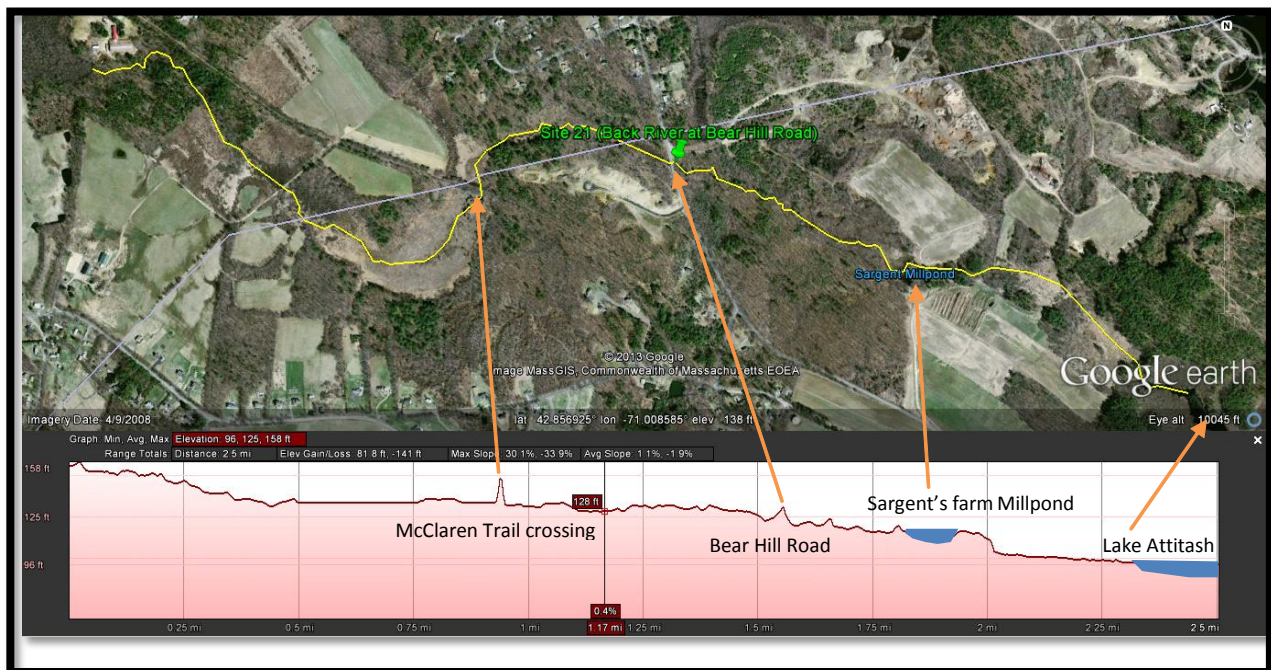 N
Site 21 (Back River at Bear Hill Road)
Sargent Millpond
© 2013 Google
Image MassGIS, Commonwealth of Massachusetts EOEA
Google earth
Imagery Date: 4/9/2008
lat 42.856925° lon -71.008585° elev 138 ft
Eye alt 10045 ft
Graph: Min, Avg, Max Elevation: 96, 125, 158 ft
Range Totals: Distance: 2.5 mi Elev Gain/Loss: 81.8 ft, -141 ft Max Slope: 30.1%, -33.9% Avg Slope: 1.1%, -1.9%
158 ft
128 ft
Sargent's farm Millpond
125 ft
McClaren Trail crossing
Bear Hill Road
Lake Attitash
96 ft
0.4%
0.25 mi 0.5 mi 0.75 mi 1 mi 1.17 mi 1.25 mi 1.5 mi 1.75 mi 2 mi 2.25 mi 2.5 mi